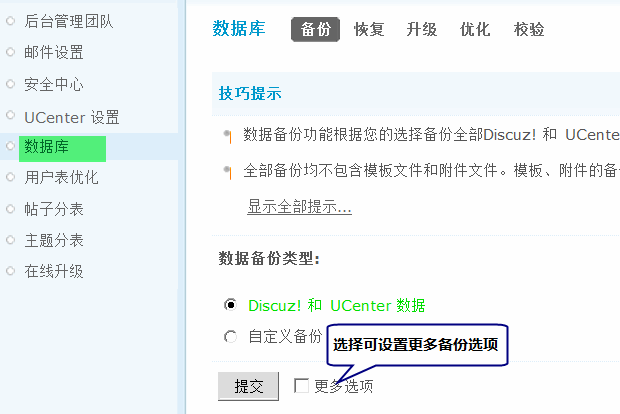 后台管理团队
邮件设置
安全中心
UCenter 设置
数据库
用户表优化
帖子分表
主题分表
在线升级
数据库 备份 恢复 升级 优化 校验
技巧提示
数据备份功能根据您的选择备份全部Discuz! 和 UCente
全部备份均不包含模板文件和附件文件。模板、附件的备
显示全部提示...
数据备份类型:
Discuz! 和 UCenter 数据
自定义备份
选择可设置更多备份选项
提交 更多选项